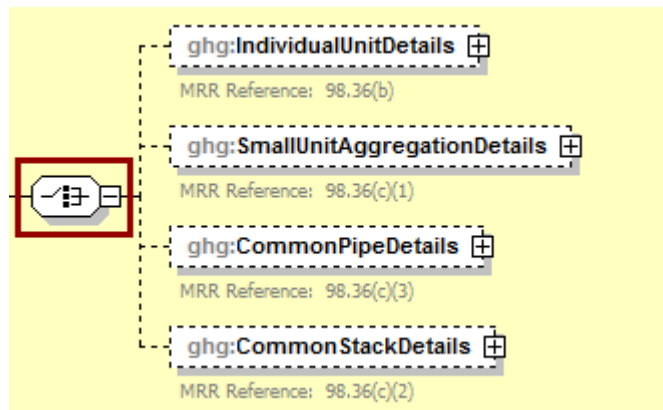 ghg:IndividualUnitDetails
MRR Reference: 98.36(b)
ghg:SmallUnitAggregationDetails
MRR Reference: 98.36(c)(1)
ghg:CommonPipeDetails
MRR Reference: 98.36(c)(3)
ghg:CommonStackDetails
MRR Reference: 98.36(c)(2)